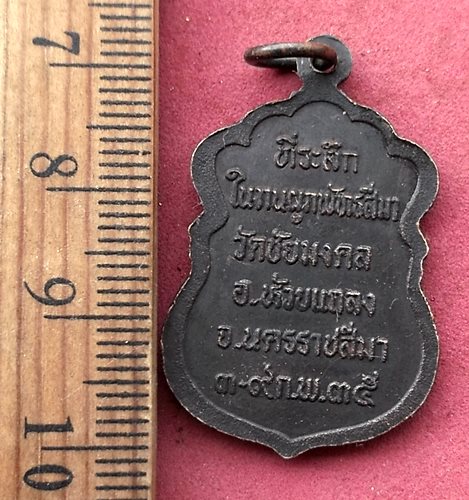 ที่ระลึก
ในงานผูกพัทธสีมา
วัดชัยมงคล
อ.ห้วยแถลง
จ.นครราชสีมา
๓-๙ ก.พ.๓๕
7
8
9
10